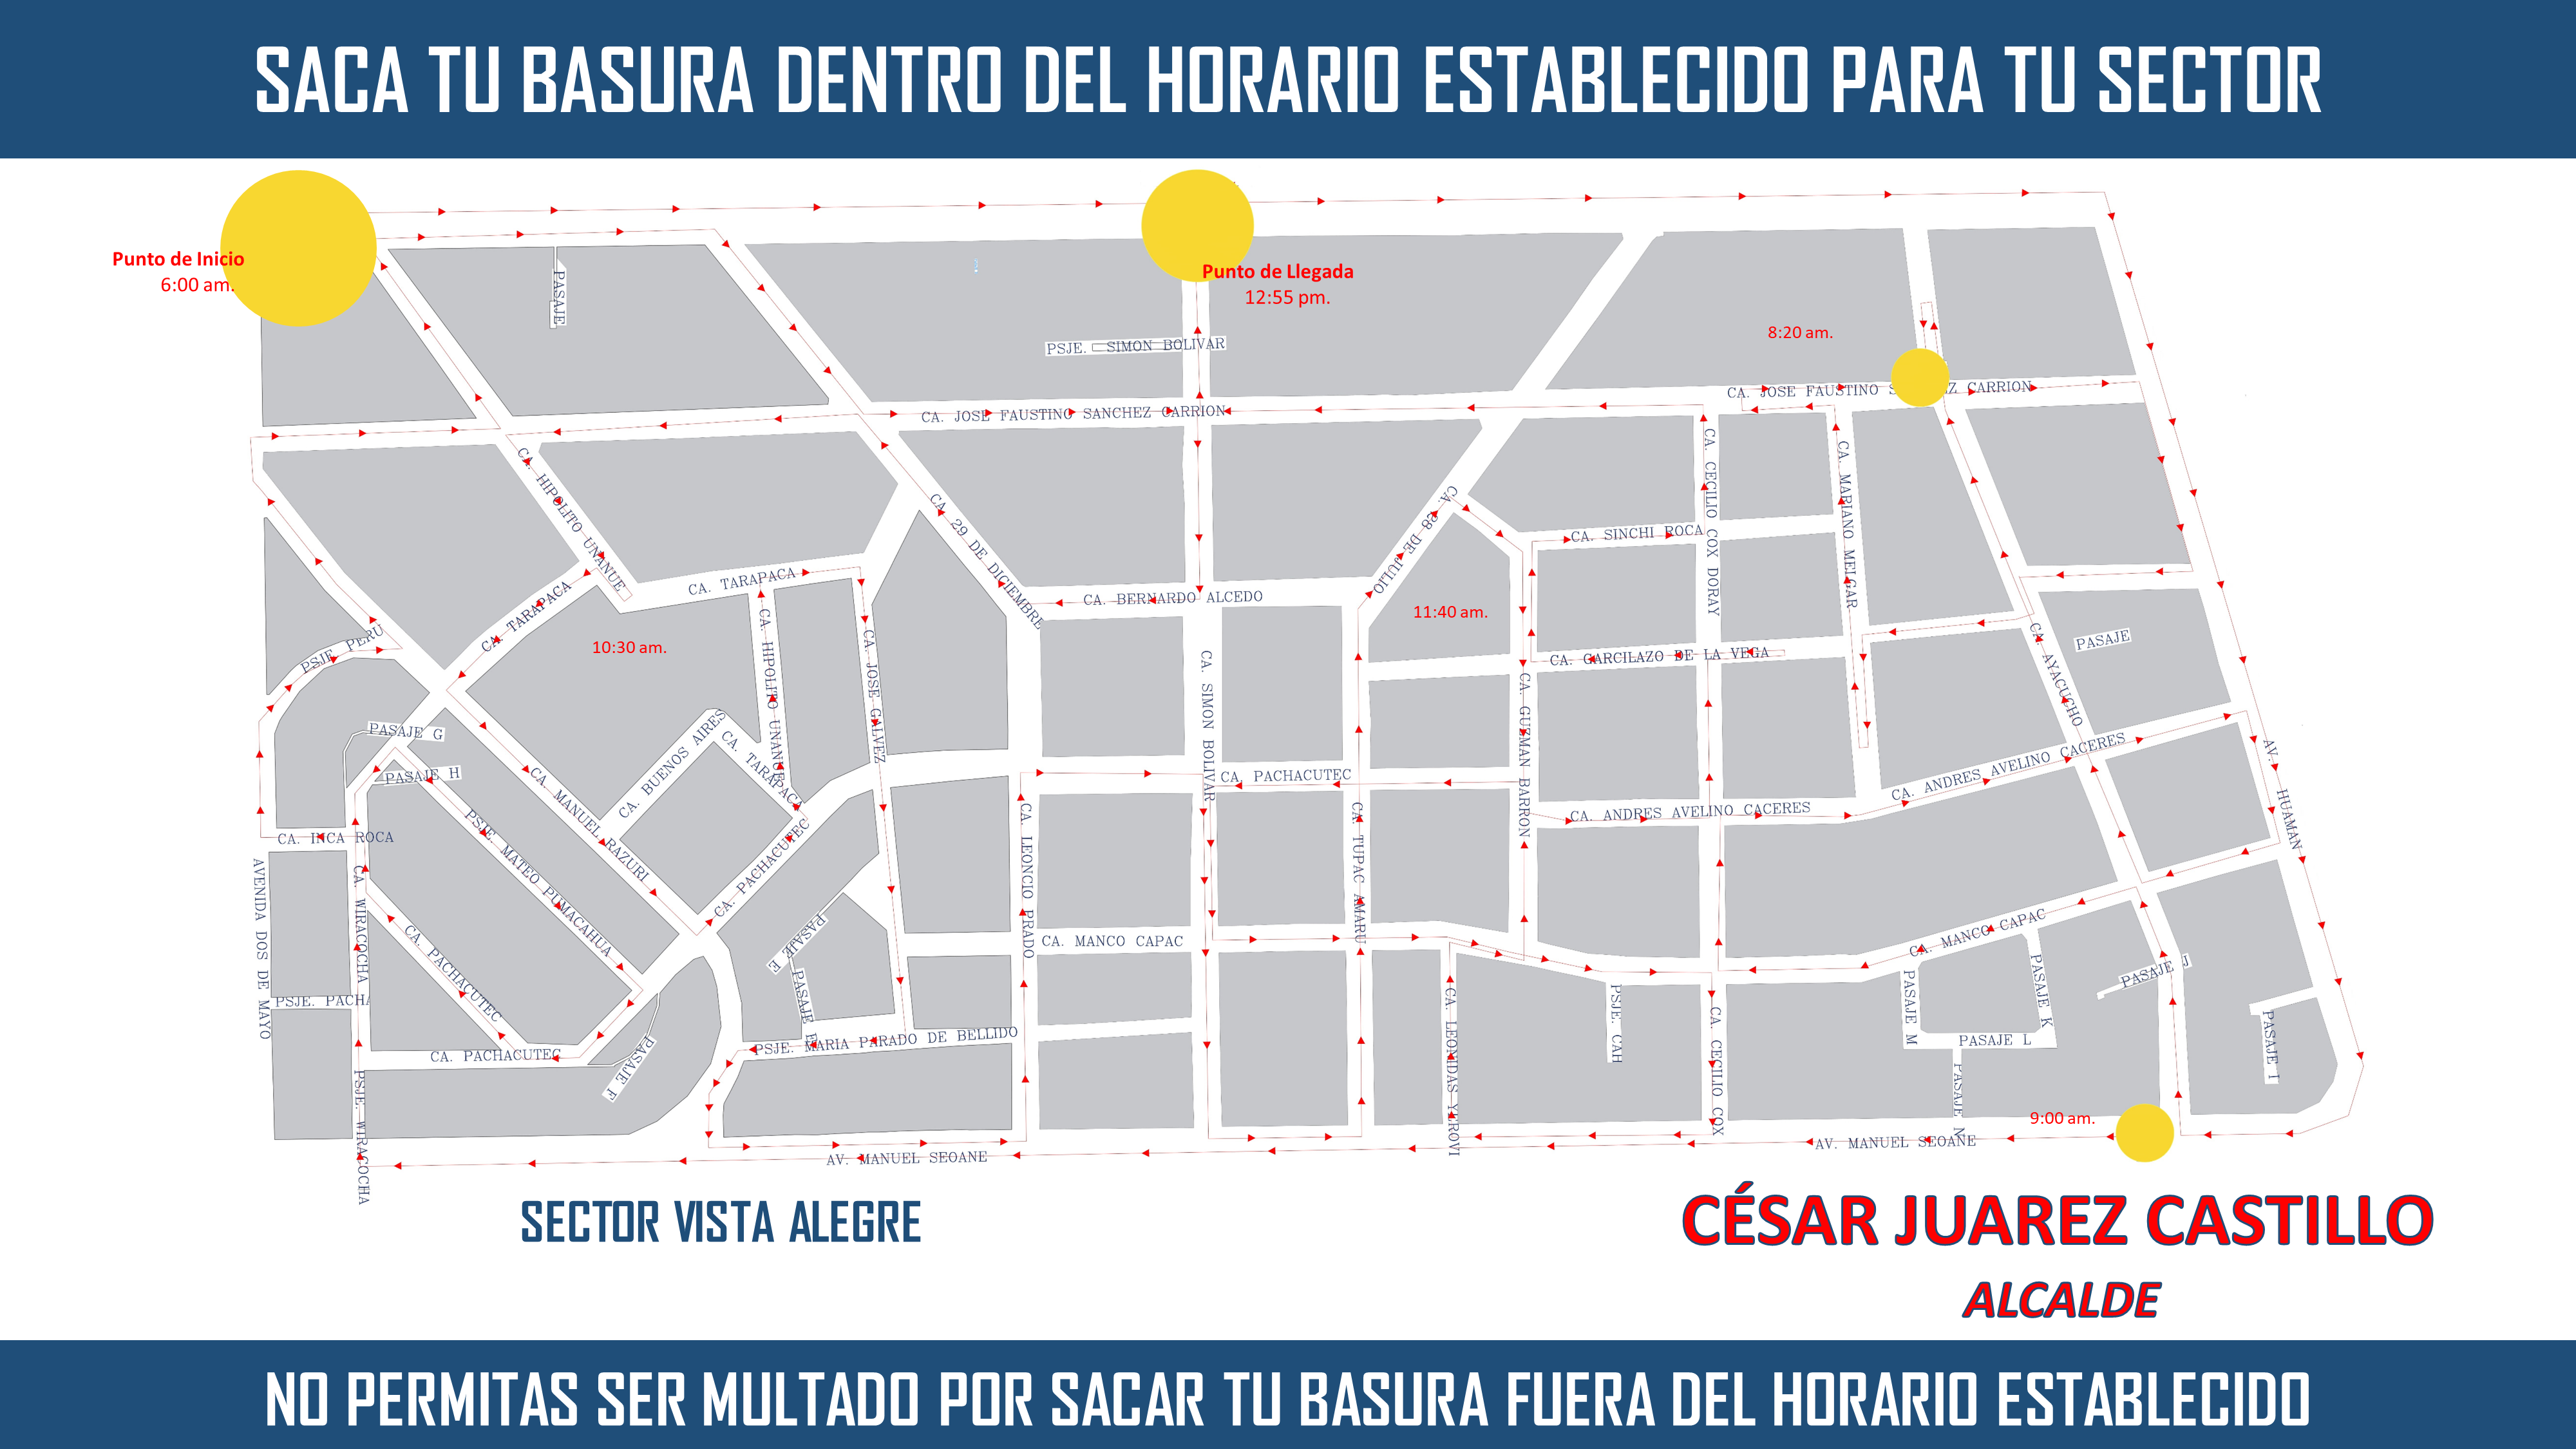 SACA TU BASURA DENTRO DEL HORARIO ESTABLECIDO PARA TU SECTOR
Punto de Inicio
6:00 am.
Punto de Llegada
12:55 pm.
PASAJE
PSJE. SIMON BOLIVAR
8:20 am.
CA. JOSE FAUSTINO SANCHEZ CARRION
CA. JOSE FAUSTINO S Z CARRION
CA. HIPOLITO UNANUE
CA. 29 DE DICIEMBRE
CA. 28 DE JULIO
CA. CECILIO COX DORAY
CA. MARIANO MELGAR
CA. SINCHI ROCA
CA. TARAPACA
CA. TARAPACA
CA. BERNARDO ALCEDO
11:40 am.
10:30 am.
PSJE. PERU
CA. HIPOLITO UNANUE
CA. JOSE GALVEZ
CA. SIMON BOLIVAR
CA. GARCILAZO DE LA VEGA
CA. GUZMAN BARRON
CA. AYACUCHO
PASAJE
PASAJE G
PASAJE H
CA. BUENOS AIRES
CA. TARAPACA
CA. MANUEL RAZURI
CA. PACHACUTEC
CA. PACHACUTEC
CA. ANDRES AVELINO CACERES
CA. ANDRES AVELINO CACERES
AV. HUAMAN
CA. INCA ROCA
AVENIDA DOS DE MAYO
CA. WIRACOCHA
PSJE. MATEO PUMACAHUA
CA. PACHACUTEC
CA. LEONCIO PRADO
CA. TUPAC AMARU
CA. MANCO CAPAC
CA. MANCO CAPAC
PASAJE E
PASAJE E
PSJE. PACHA
CA. PACHACUTEC
PASAJE F
PSJE. MARIA PARADO DE BELLIDO
CA. LEONIDAS YEROVI
PSJE. CAH
CA. CECILIO COX
PASAJE M
PASAJE K
PASAJE J
PASAJE L
PASAJE N
PASAJE I
PSJE. WIRACOCHA
9:00 am.
AV. MANUEL SEOANE
AV. MANUEL SEOANE
SECTOR VISTA ALEGRE
CÉSAR JUAREZ CASTILLO
ALCALDE
NO PERMITAS SER MULTADO POR SACAR TU BASURA FUERA DEL HORARIO ESTABLECIDO